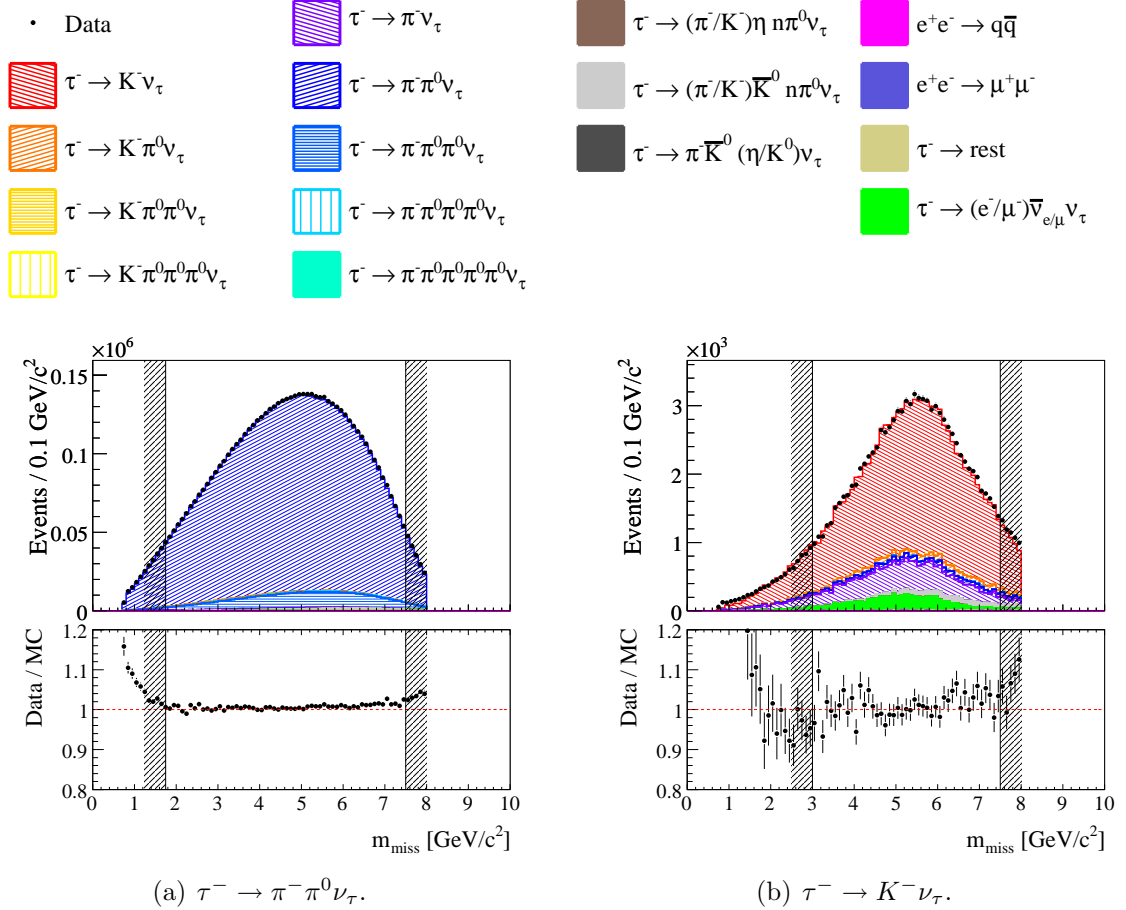 Data
τ⁻ → K⁻ν_τ
τ⁻ → K⁻π⁰ν_τ
τ⁻ → K⁻π⁰π⁰ν_τ
τ⁻ → K⁻π⁰π⁰π⁰ν_τ
τ⁻ → π⁻ν_τ
τ⁻ → π⁻π⁰ν_τ
τ⁻ → π⁻π⁰π⁰ν_τ
τ⁻ → π⁻π⁰π⁰π⁰ν_τ
τ⁻ → π⁻π⁰π⁰π⁰π⁰ν_τ
τ⁻ → (π⁻/K⁻)η nπ⁰ν_τ
τ⁻ → (π⁻/K⁻)K̅⁰ nπ⁰ν_τ
τ⁻ → π⁻K̅⁰ (η/K⁰)ν_τ
e⁺e⁻ → qq̅
e⁺e⁻ → μ⁺μ⁻
τ⁻ → rest
τ⁻ → (e⁻/μ⁻)ν̅_{e/μ}ν_τ
×10⁶
Events / 0.1 GeV/c²
0.15
0.1
0.05
0
Data / MC
1.2
1.1
1
0.9
0.8
0 1 2 3 4 5 6 7 8 9 10
m_miss [GeV/c²]
(a) τ⁻ → π⁻π⁰ν_τ.
×10³
Events / 0.1 GeV/c²
3
2
1
0
Data / MC
1.2
1.1
1
0.9
0.8
0 1 2 3 4 5 6 7 8 9 10
m_miss [GeV/c²]
(b) τ⁻ → K⁻ν_τ.